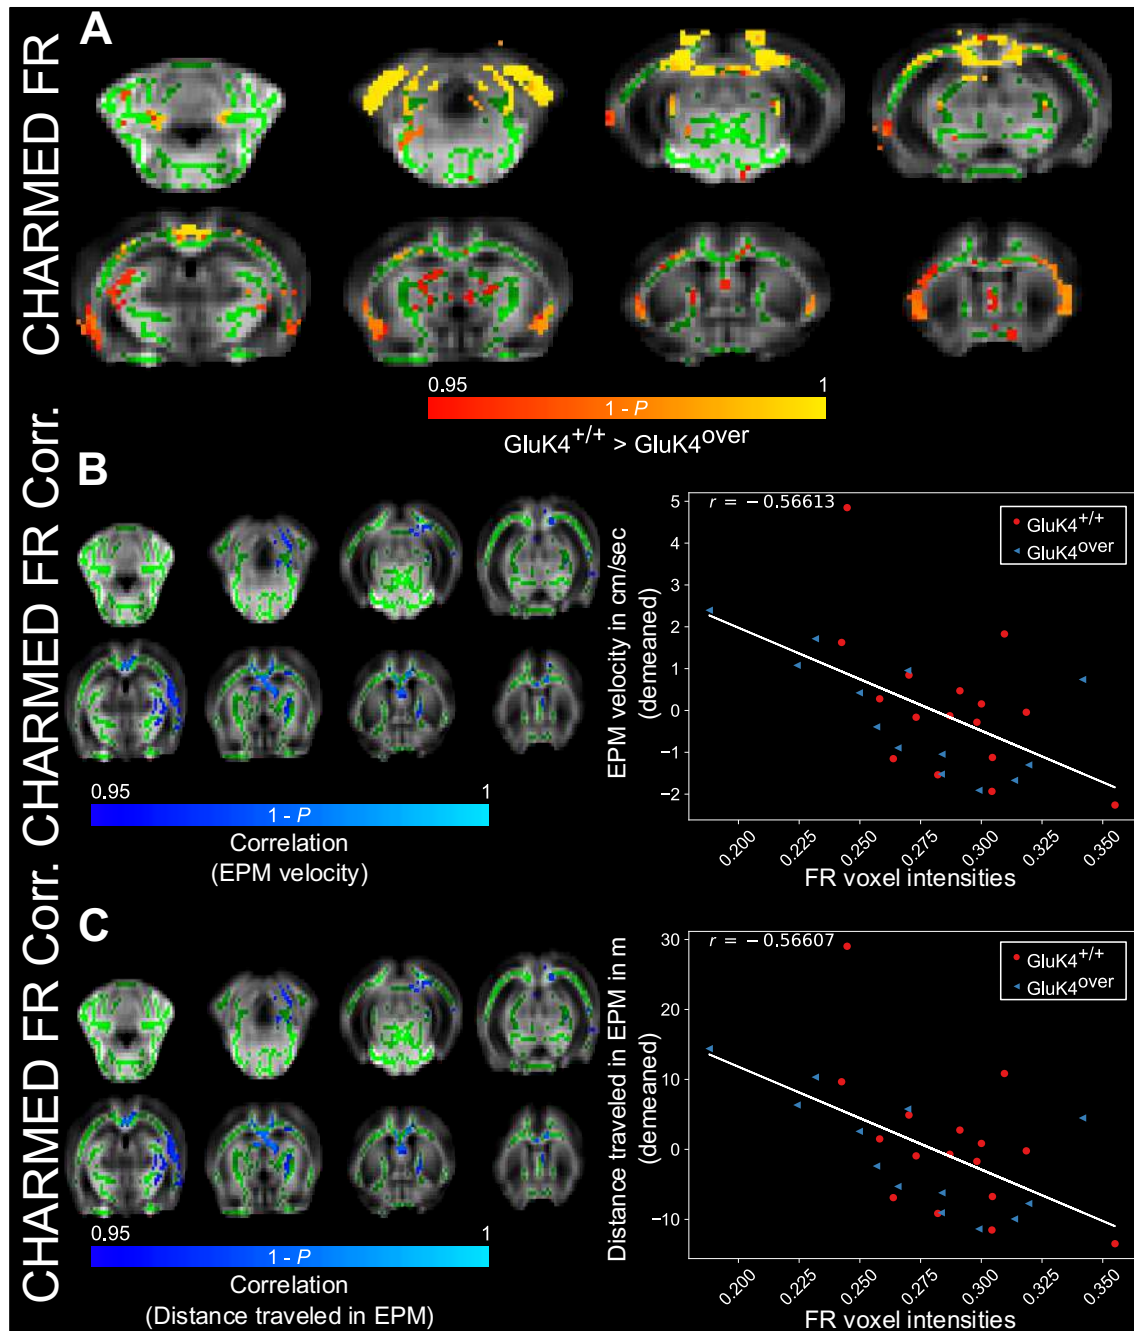 CHARMED FR
A
0.95
1
1 - P
GluK4+/+ > GluK4over
CHARMED FR Corr.
B
0.95
1
1 - P
Correlation
(EPM velocity)
r = −0.56613
GluK4+/+
GluK4over
EPM velocity in cm/sec
(demeaned)
5
4
3
2
1
0
−1
−2
0.200
0.225
0.250
0.275
0.300
0.325
0.350
FR voxel intensities
CHARMED FR Corr.
C
0.95
1
1 - P
Correlation
(Distance traveled in EPM)
r = −0.56607
GluK4+/+
GluK4over
Distance traveled in EPM in m
(demeaned)
30
20
10
0
−10
0.200
0.225
0.250
0.275
0.300
0.325
0.350
FR voxel intensities